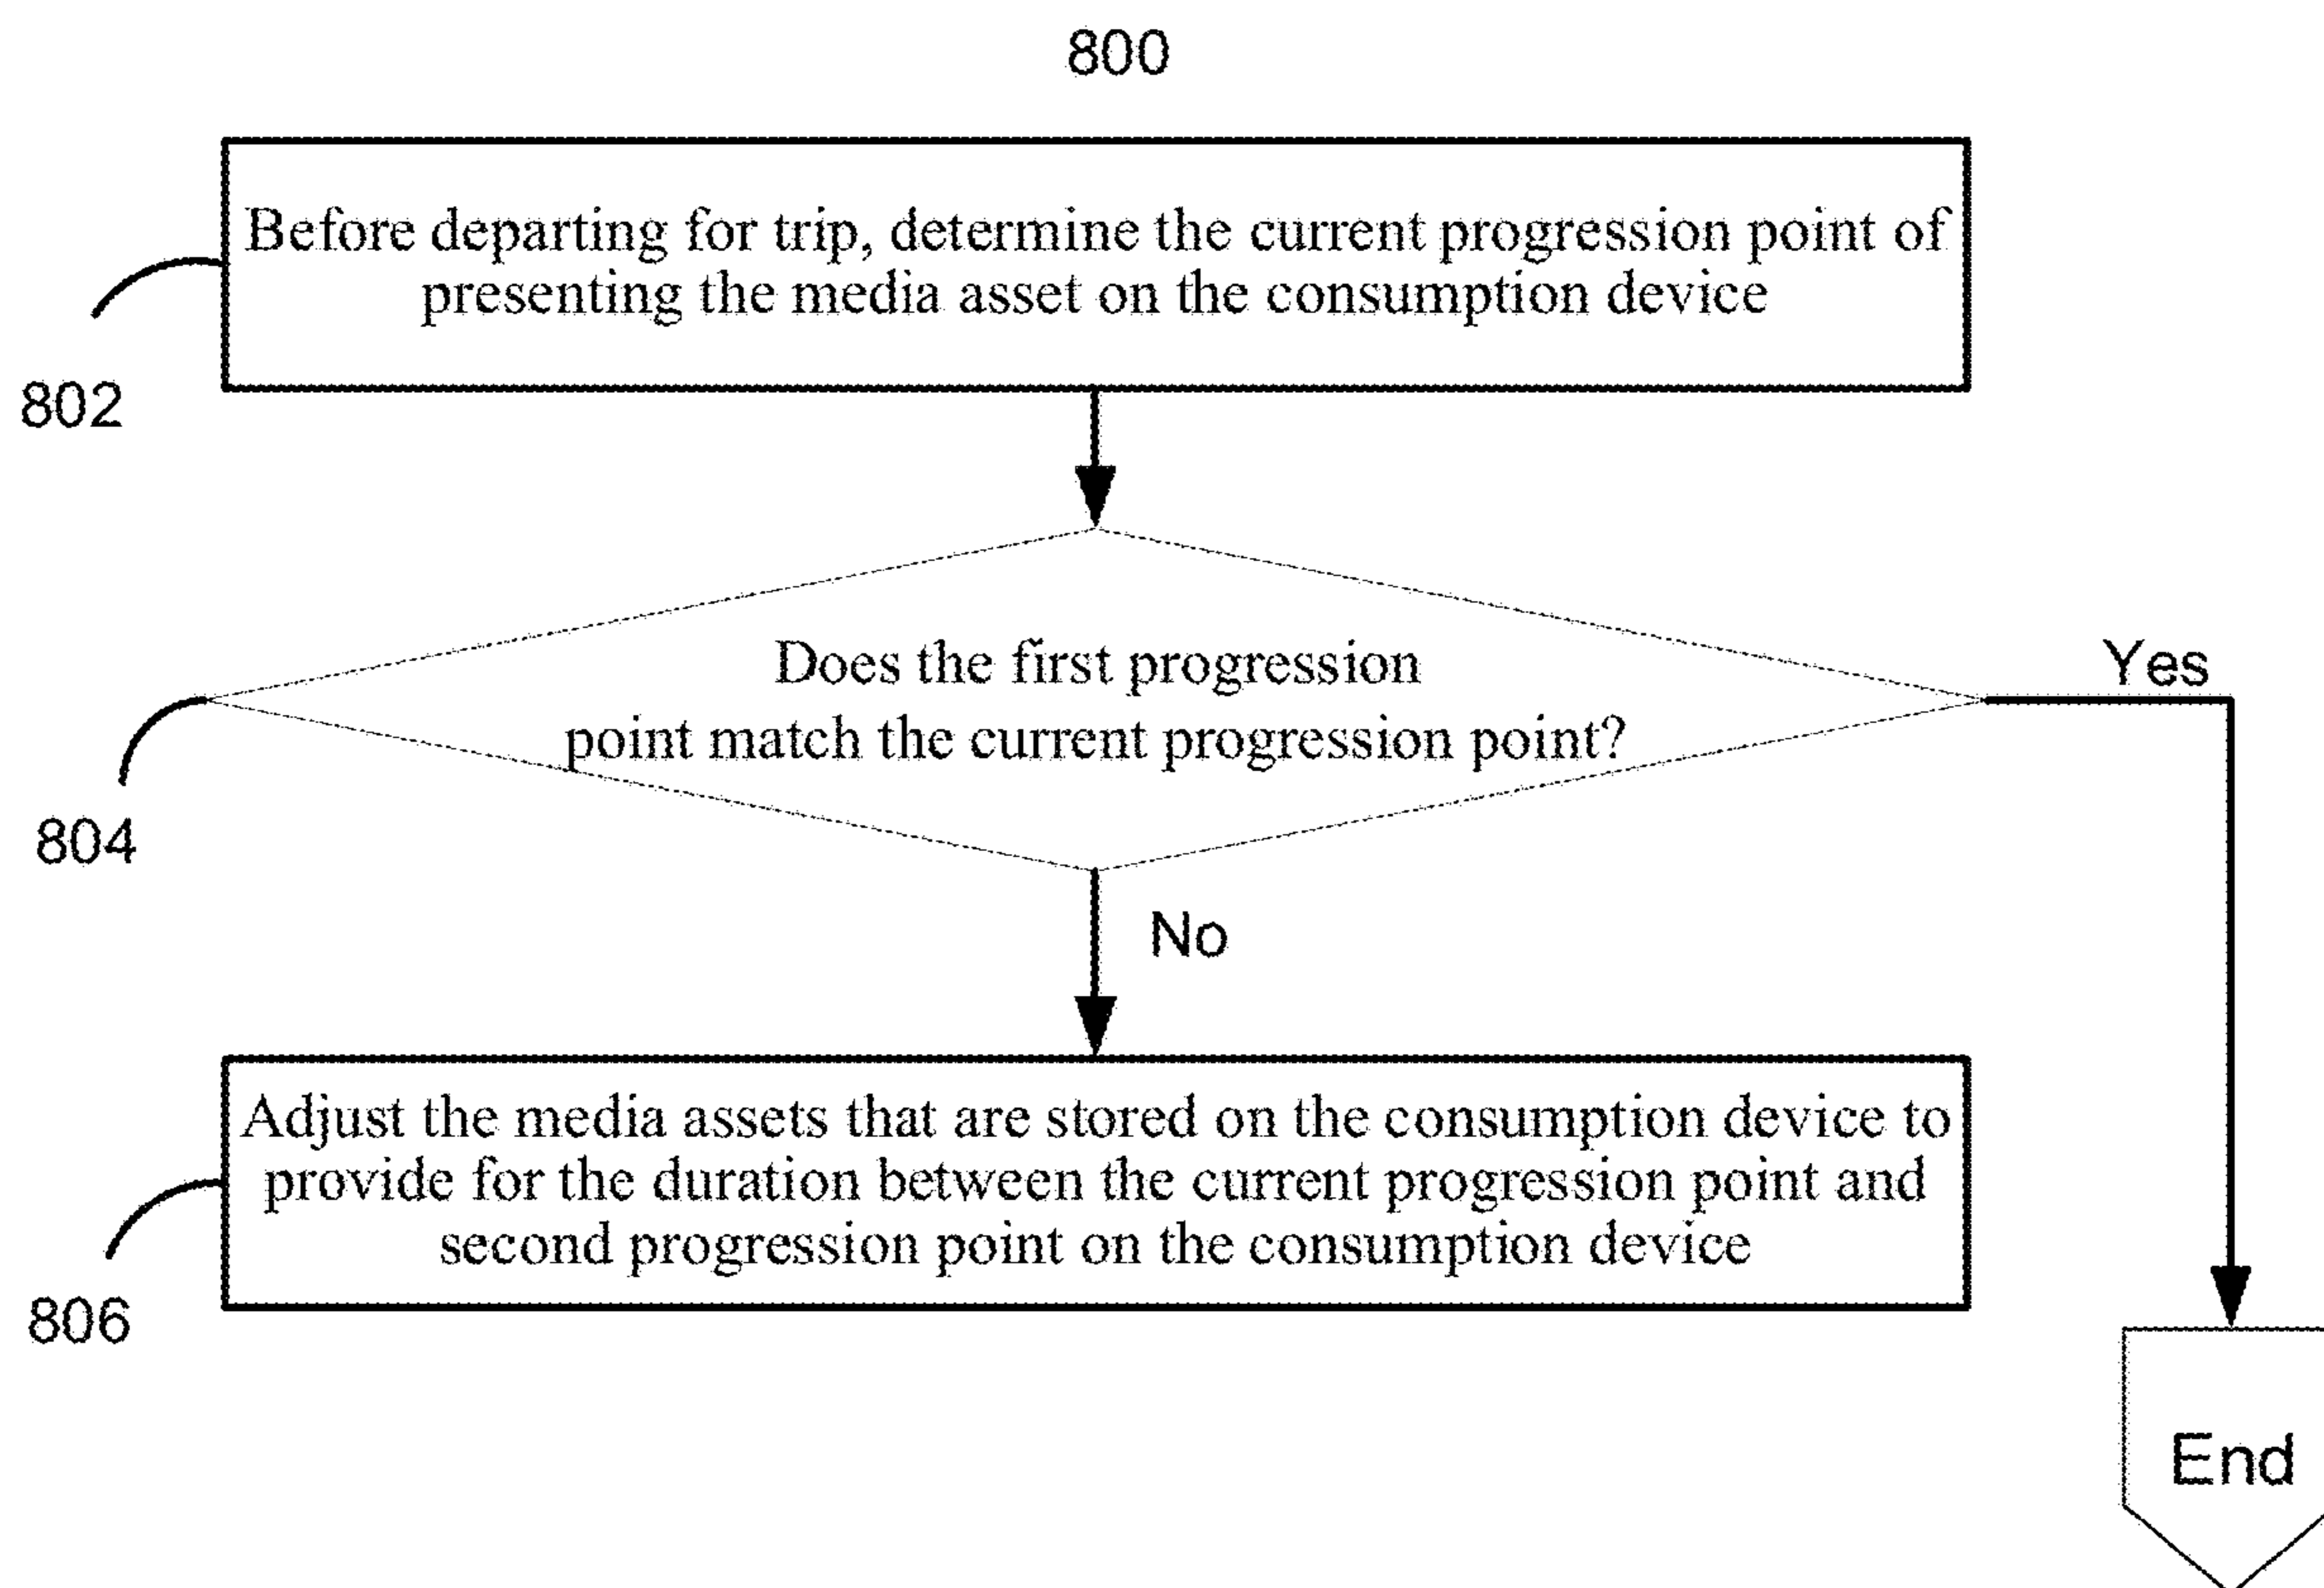 800
Before departing for trip, determine the current progression point of
presenting the media asset on the consumption device
802
Does the first progression
point match the current progression point?
Yes
804
No
Adjust the media assets that are stored on the consumption device to
provide for the duration between the current progression point and
second progression point on the consumption device
806
End